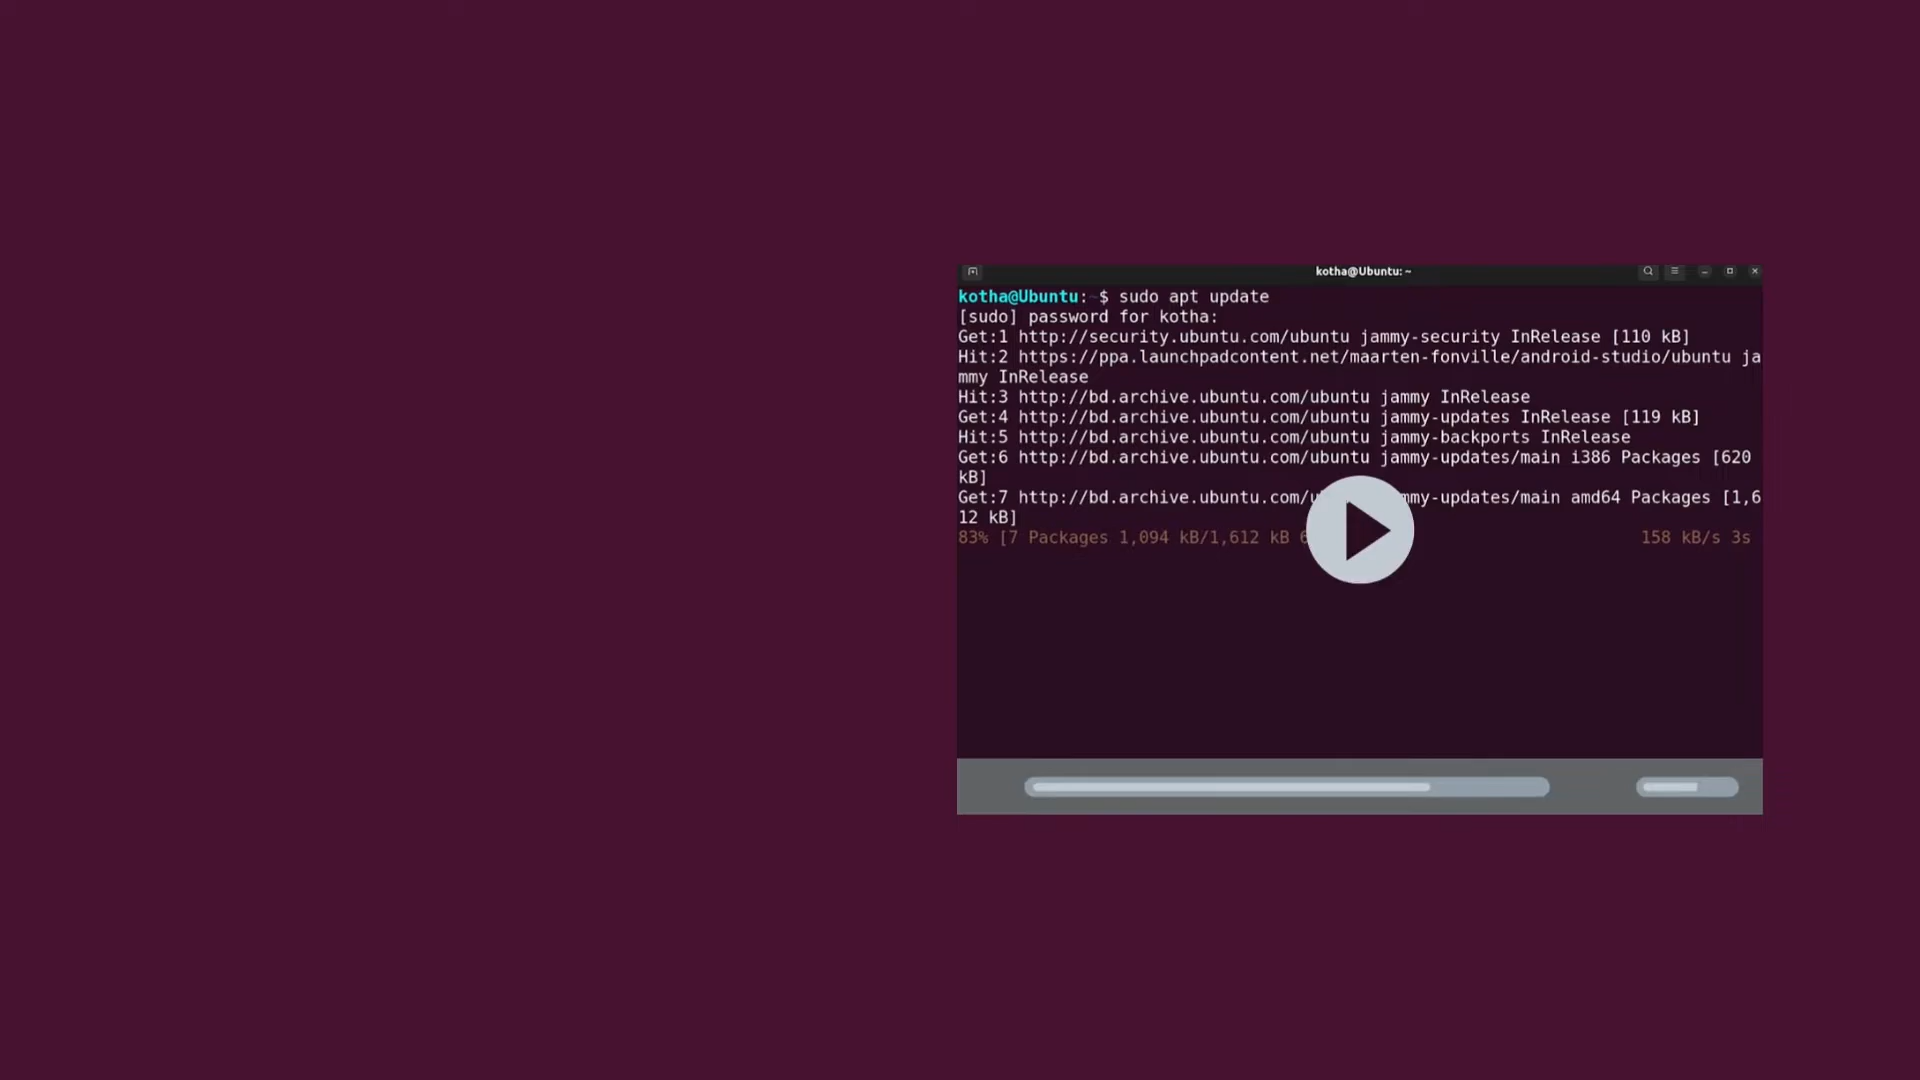 kotha@Ubuntu: ~
kotha@Ubuntu:~$ sudo apt update
[sudo] password for kotha:
Get:1 http://security.ubuntu.com/ubuntu jammy-security InRelease [110 kB]
Hit:2 https://ppa.launchpadcontent.net/maarten-fonville/android-studio/ubuntu ja
mmy InRelease
Hit:3 http://bd.archive.ubuntu.com/ubuntu jammy InRelease
Get:4 http://bd.archive.ubuntu.com/ubuntu jammy-updates InRelease [119 kB]
Hit:5 http://bd.archive.ubuntu.com/ubuntu jammy-backports InRelease
Get:6 http://bd.archive.ubuntu.com/ubuntu jammy-updates/main i386 Packages [620
kB]
Get:7 http://bd.archive.ubuntu.com/u mmy-updates/main amd64 Packages [1,6
12 kB]
83% [7 Packages 1,094 kB/1,612 kB 158 kB/s 3s